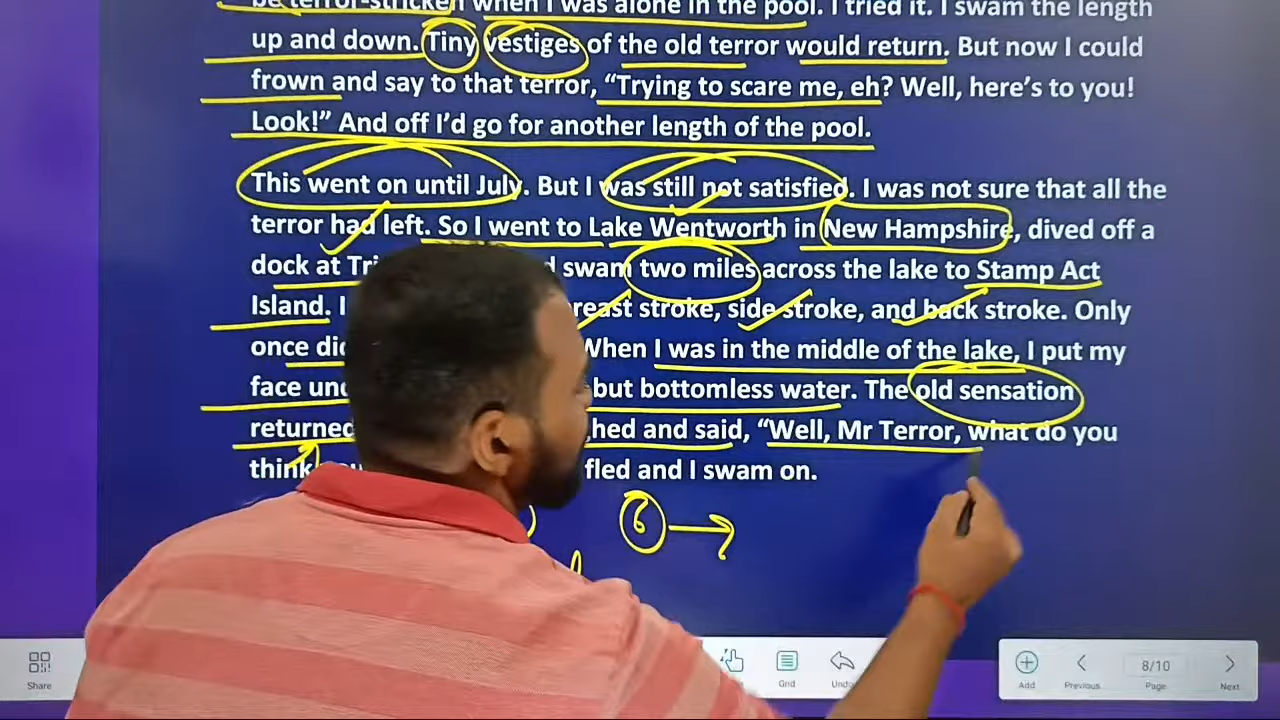 be terror-stricken when I was alone in the pool. I tried it. I swam the length
up and down. Tiny vestiges of the old terror would return. But now I could
frown and say to that terror, “Trying to scare me, eh? Well, here’s to you!
Look!” And off I’d go for another length of the pool.
This went on until July. But I was still not satisfied. I was not sure that all the
terror had left. So I went to Lake Wentworth in New Hampshire, dived off a
dock at swam two miles across the lake to Stamp Act
Island. I stroke, side stroke, and back stroke. Only
once When I was in the middle of the lake, I put my
face but bottomless water. The old sensation
returned and said, “Well, Mr Terror, what do you
think fled and I swam on.
6
Share
Grid
Undo
Add
Previous
8/10
Page
Next